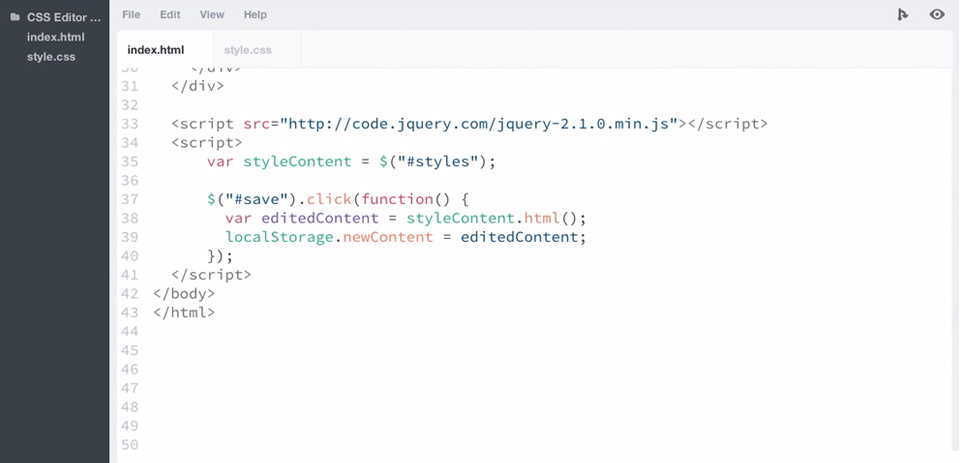 CSS Editor ...
index.html
style.css
File Edit View Help
index.html style.css
30 </div>
31 </div>
32
33 <script src="http://code.jquery.com/jquery-2.1.0.min.js"></script>
34 <script>
35 var styleContent = $("#styles");
36
37 $("#save").click(function() {
38 var editedContent = styleContent.html();
39 localStorage.newContent = editedContent;
40 });
41 </script>
42 </body>
43 </html>
44
45
46
47
48
49
50